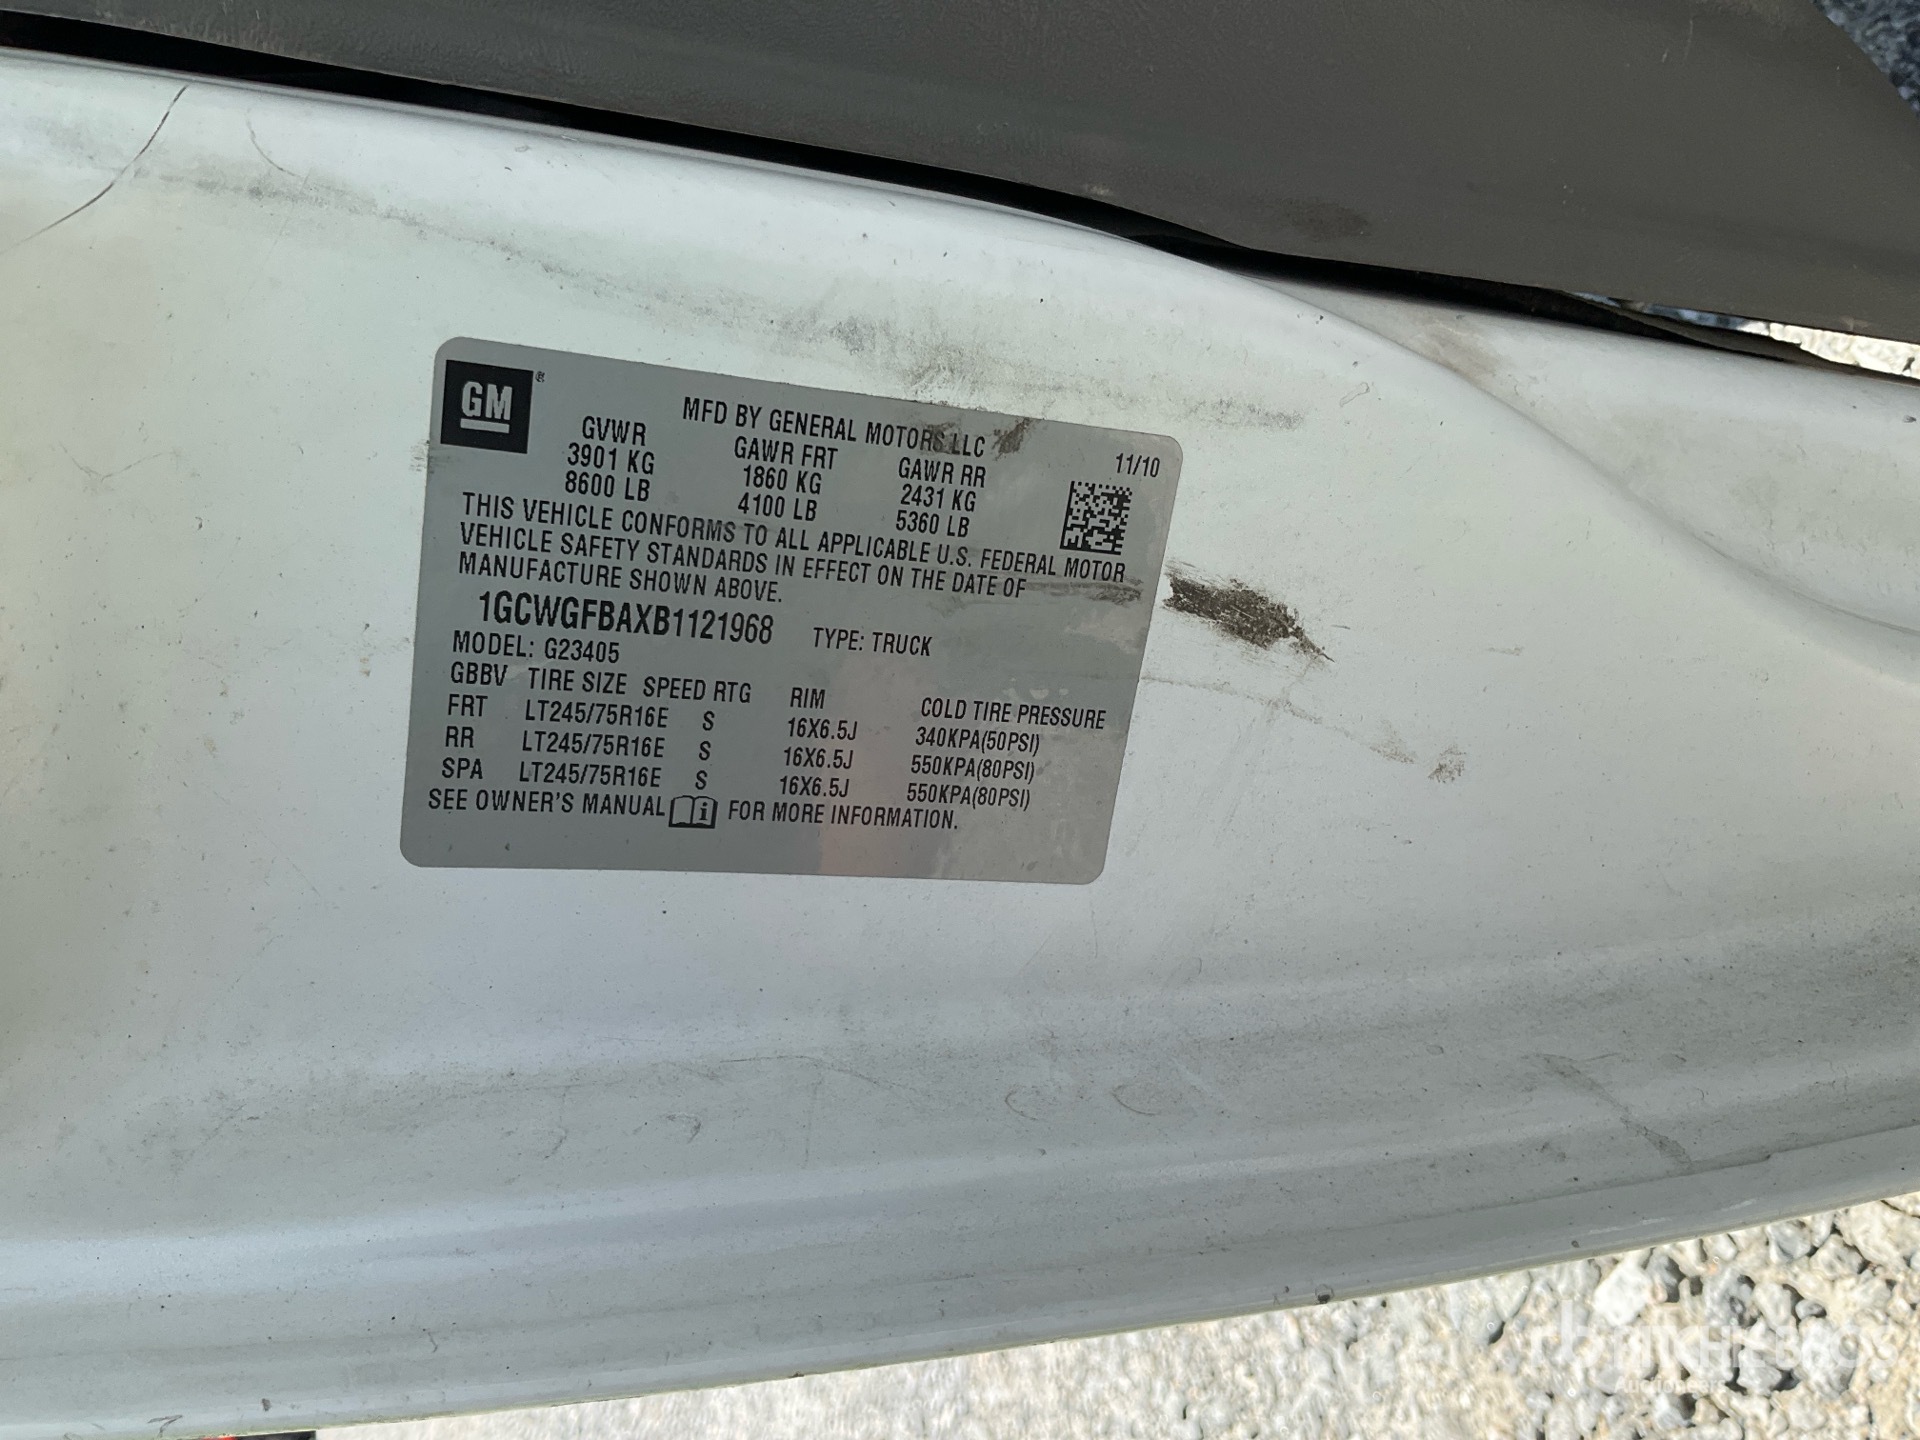 GM ®
MFD BY GENERAL MOTORS LLC
GVWR GAWR FRT GAWR RR 11/10
3901 KG 1860 KG 2431 KG
8600 LB 4100 LB 5360 LB
THIS VEHICLE CONFORMS TO ALL APPLICABLE U.S. FEDERAL MOTOR
VEHICLE SAFETY STANDARDS IN EFFECT ON THE DATE OF
MANUFACTURE SHOWN ABOVE.
1GCWGFBAXB1121968 TYPE: TRUCK
MODEL: G23405
GBBV TIRE SIZE SPEED RTG RIM COLD TIRE PRESSURE
FRT LT245/75R16E S 16X6.5J 340KPA(50PSI)
RR LT245/75R16E S 16X6.5J 550KPA(80PSI)
SPA LT245/75R16E S 16X6.5J 550KPA(80PSI)
SEE OWNER'S MANUAL i FOR MORE INFORMATION.
RITCHIE BROS
Auctioneers